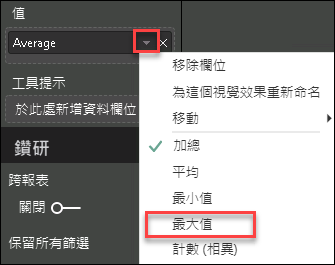 值
Average
工具提示
於此處新增資料欄位
鑽研
跨報表
關閉
保留所有篩選
移除欄位
為這個視覺效果重新命名
移動
加總
平均
最小值
最大值
計數 (相異)